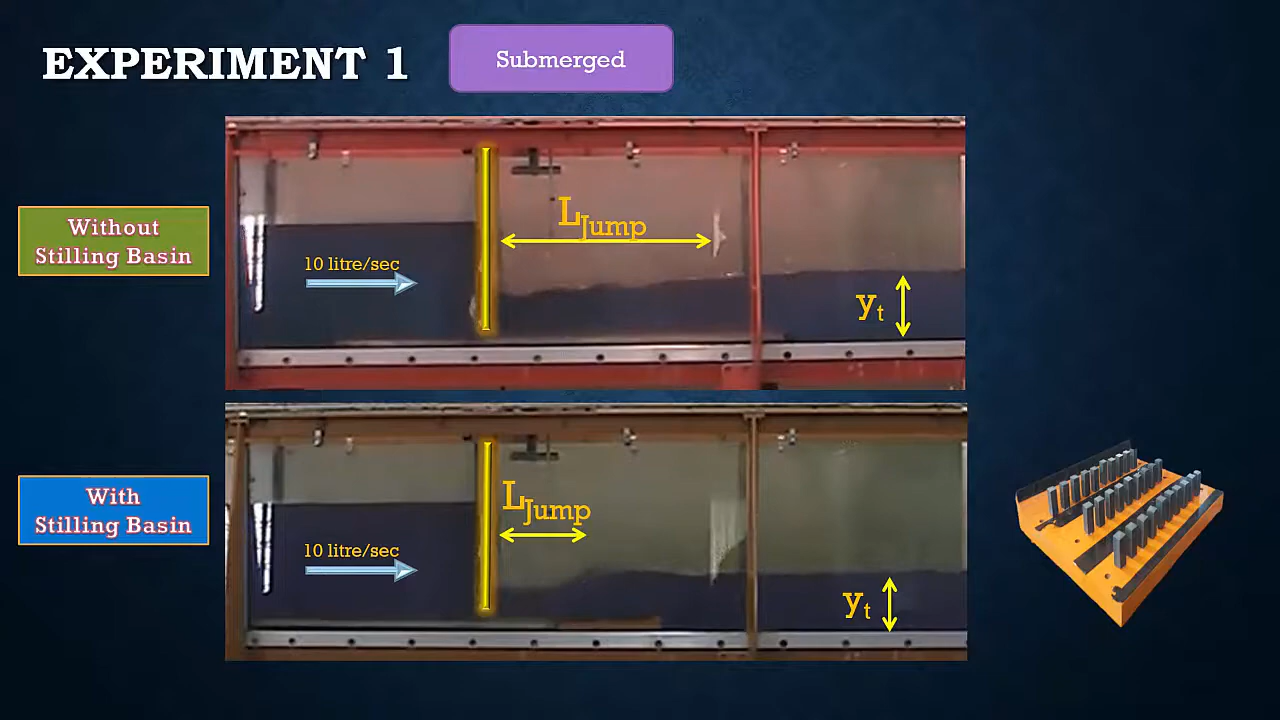 EXPERIMENT 1
Submerged
Without
Stilling Basin
10 litre/sec
LJump
yt
With
Stilling Basin
10 litre/sec
LJump
yt